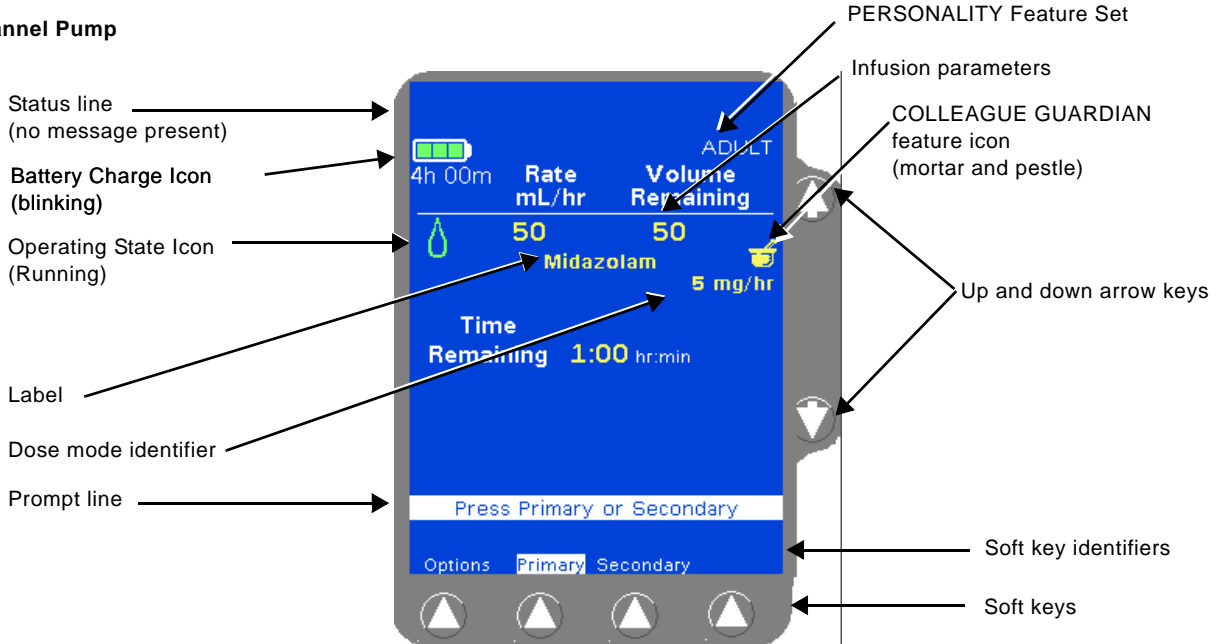 annel Pump
PERSONALITY Feature Set
Infusion parameters
Status line
(no message present)
COLLEAGUE GUARDIAN
feature icon
(mortar and pestle)
Battery Charge Icon
(blinking)
Operating State Icon
(Running)
ADULT
4h 00m
Rate
mL/hr
Volume
Remaining
50
50
Midazolam
5 mg/hr
Time
Remaining 1:00 hr:min
Up and down arrow keys
Label
Dose mode identifier
Prompt line
Press Primary or Secondary
Options Primary Secondary
Soft key identifiers
Soft keys